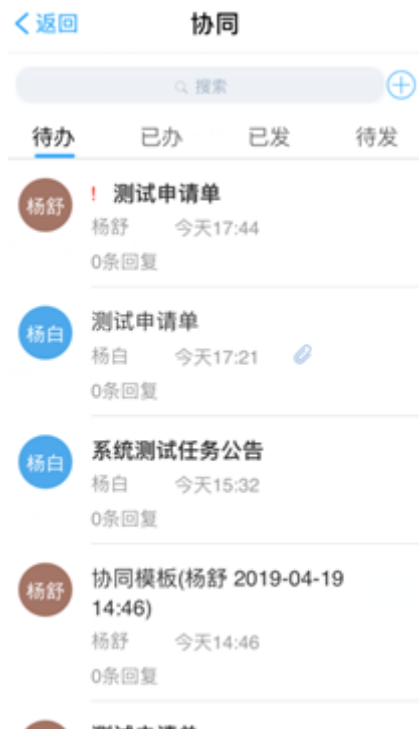 返回
协同
搜索
待办 已办 已发 待发
杨舒
! 测试申请单
杨舒 今天17:44
0条回复
杨白
测试申请单
杨白 今天17:21
0条回复
杨白
系统测试任务公告
杨白 今天15:32
0条回复
杨舒
协同模板(杨舒 2019-04-19
14:46)
杨舒 今天14:46
0条回复